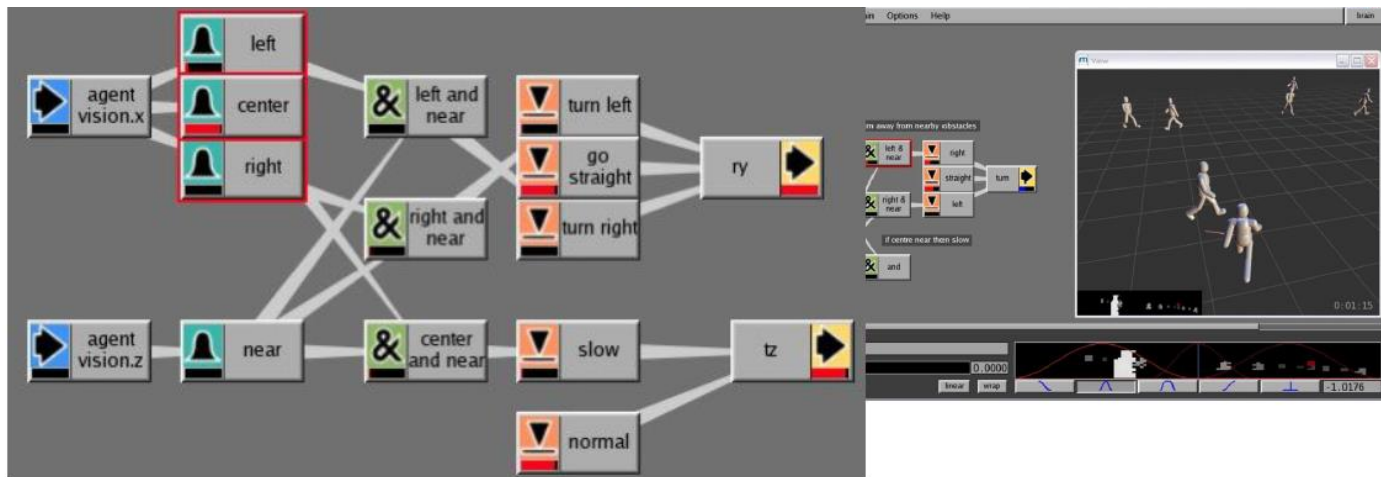 left
agent
vision.x
center
right
left and
near
right and
near
turn left
go
straight
turn right
ry
agent
vision.z
near
center
and near
slow
normal
tz
Options Help
brain
View
away from nearby obstacles
left &
near
right &
near
and
right
straight
left
turn
if centre near them slow
0:01:15
0.0000
linear wrap
-1.0176